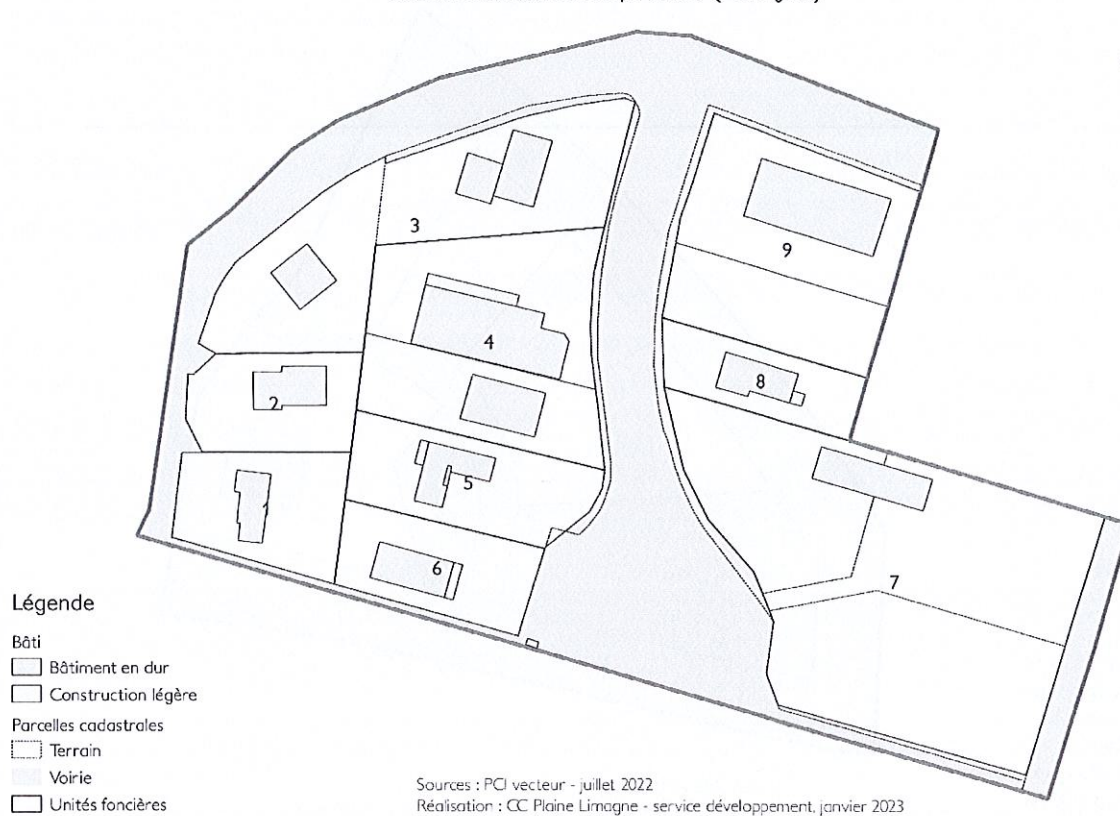 3
9
4
8
2
5
6
7
Légende
Bâti
Bâtiment en dur
Construction légère
Parcelles cadastrales
Terrain
Voirie
Unités foncières
Sources : PCI vecteur - juillet 2022
Réalisation : CC Plaine Limagne - service développement, janvier 2023